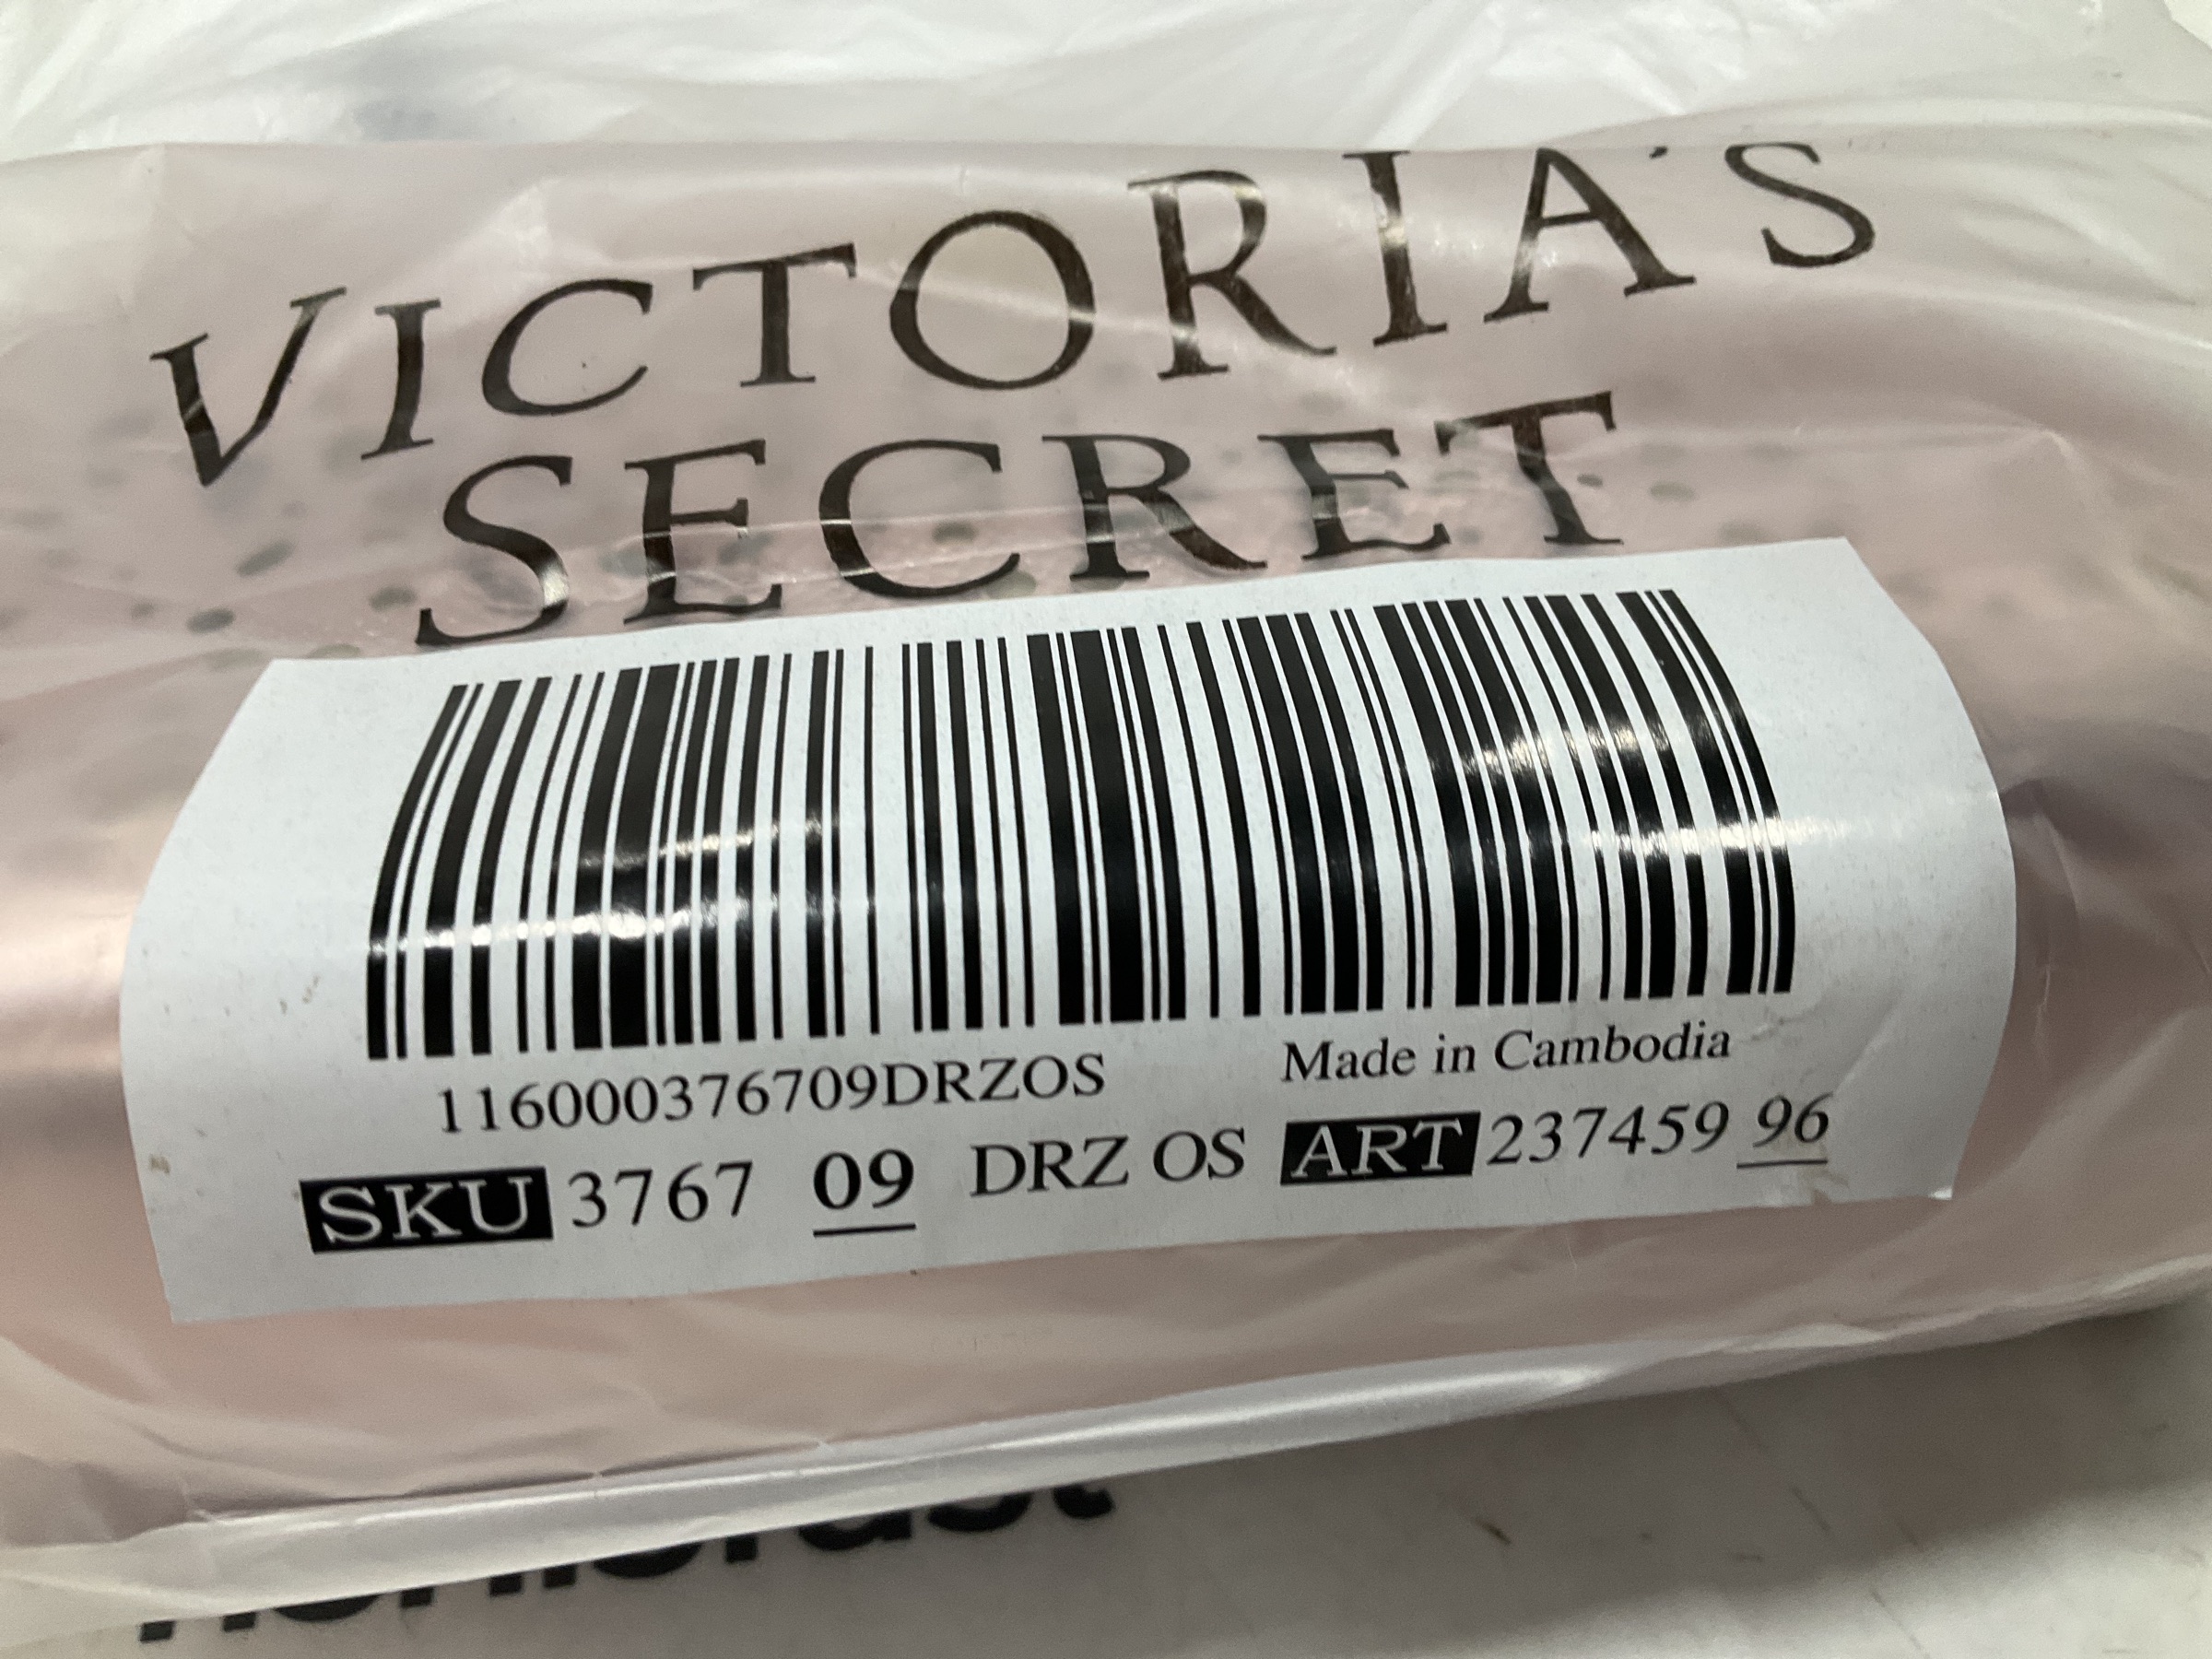 VICTORIA'S
SECRET
116000376709DRZOS
Made in Cambodia
SKU 3767 09 DRZ OS ART 237459 96